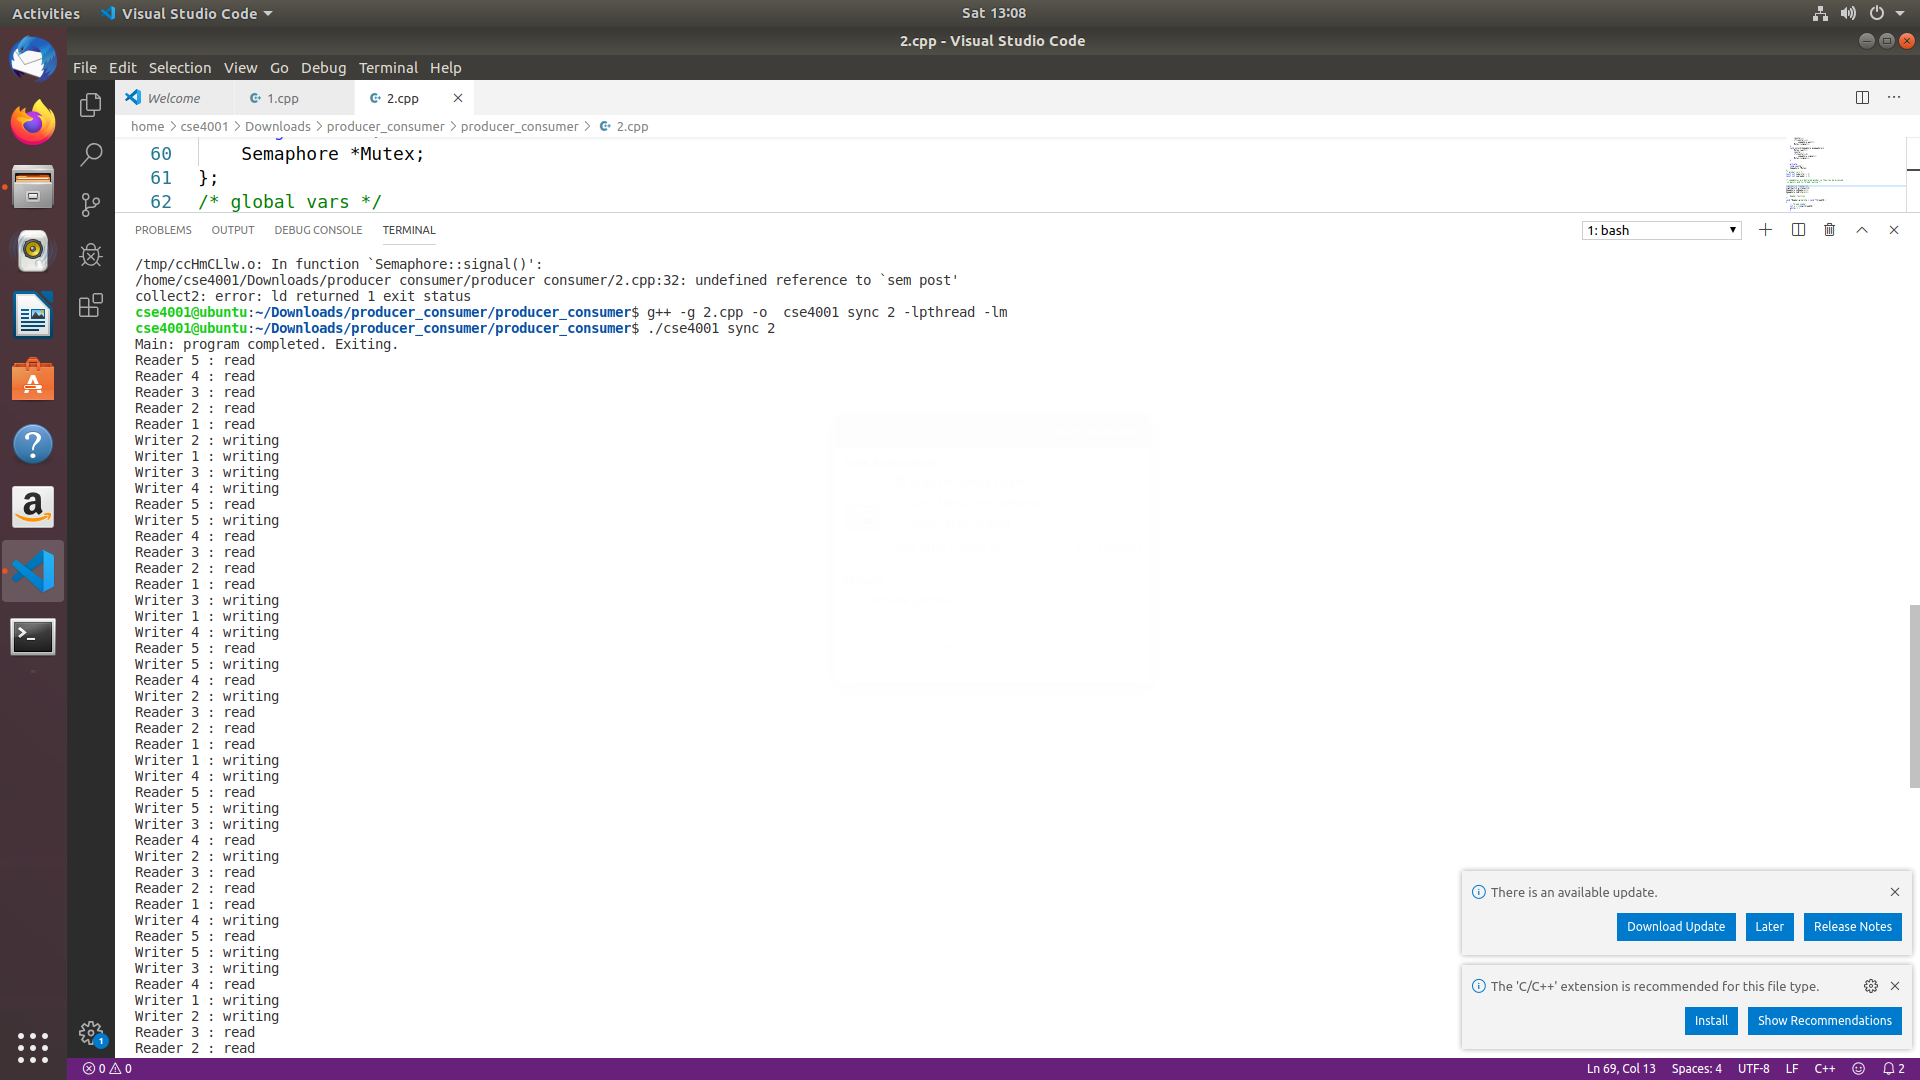 Activities Visual Studio Code Sat 13:08
2.cpp - Visual Studio Code
File Edit Selection View Go Debug Terminal Help
Welcome 1.cpp 2.cpp
home cse4001 Downloads producer_consumer producer_consumer 2.cpp
60 Semaphore *Mutex;
61 };
62 /* global vars */
PROBLEMS OUTPUT DEBUG CONSOLE TERMINAL 1: bash
/tmp/ccHmCLlw.o: In function `Semaphore::signal()':
/home/cse4001/Downloads/producer consumer/producer consumer/2.cpp:32: undefined reference to `sem post'
collect2: error: ld returned 1 exit status
cse4001@ubuntu:~/Downloads/producer_consumer/producer_consumer$ g++ -g 2.cpp -o  cse4001 sync 2 -lpthread -lm
cse4001@ubuntu:~/Downloads/producer_consumer/producer_consumer$ ./cse4001 sync 2
Main: program completed. Exiting.
Reader 5 : read
Reader 4 : read
Reader 3 : read
Reader 2 : read
Reader 1 : read
Writer 2 : writing
Writer 1 : writing
Writer 3 : writing
Writer 4 : writing
Reader 5 : read
Writer 5 : writing
Reader 4 : read
Reader 3 : read
Reader 2 : read
Reader 1 : read
Writer 3 : writing
Writer 1 : writing
Writer 4 : writing
Reader 5 : read
Writer 5 : writing
Reader 4 : read
Writer 2 : writing
Reader 3 : read
Reader 2 : read
Reader 1 : read
Writer 1 : writing
Writer 4 : writing
Reader 5 : read
Writer 5 : writing
Writer 3 : writing
Reader 4 : read
Writer 2 : writing
Reader 3 : read
Reader 2 : read
Reader 1 : read
Writer 4 : writing
Reader 5 : read
Writer 5 : writing
Writer 3 : writing
Reader 4 : read
Writer 1 : writing
Writer 2 : writing
Reader 3 : read
Reader 2 : read
There is an available update.
Download Update Later Release Notes
The 'C/C++' extension is recommended for this file type.
Install Show Recommendations
1
0 0 Ln 69, Col 13 Spaces: 4 UTF-8 LF C++ 2